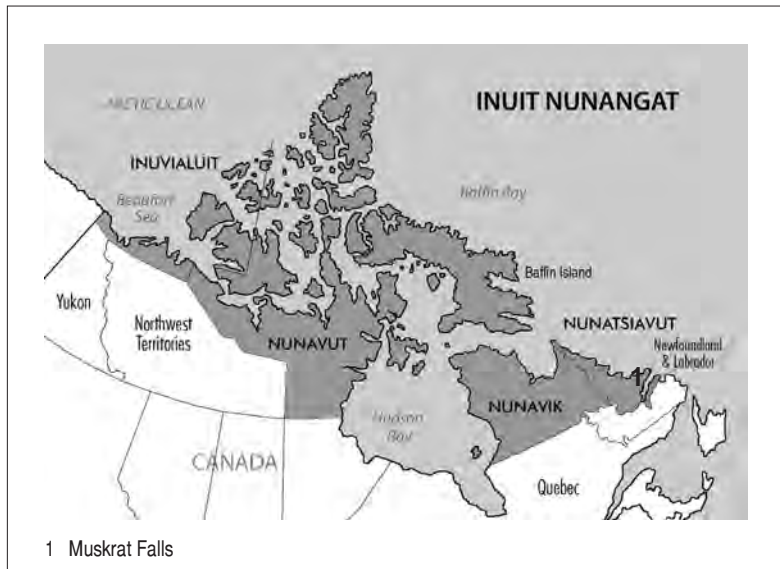 INUIT NUNANGAT
ARCTIC OCEAN
INUVIALUIT
Beaufort
Sea
Baffin Bay
Baffin Island
Yukon
Northwest
Territories
NUNAVUT
NUNATSIAVUT
Newfoundland
& Labrador
1
NUNAVIK
Hudson
Bay
CANADA
Quebec
1 Muskrat Falls